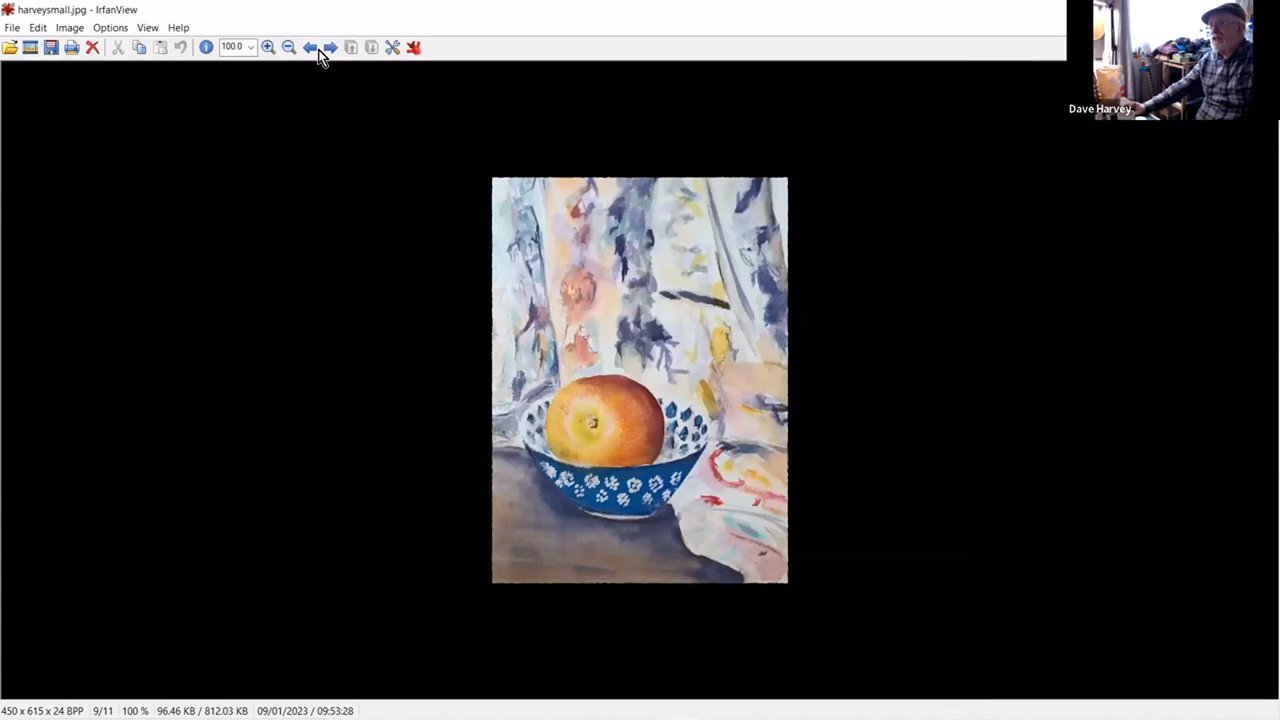 harveysmall.jpg - IrfanView
File Edit Image Options View Help
100.0
Dave Harvey
450 x 615 x 24 BPP 9/11 100 % 96.46 KB / 812.03 KB 09/01/2023 / 09:53:28